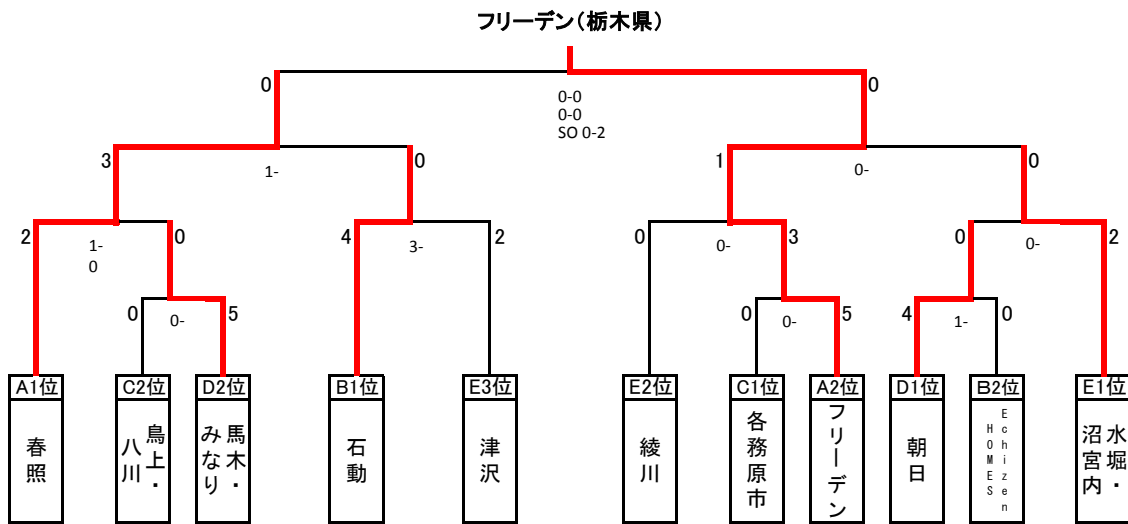 フリーデン（栃木県）
0
0
0-0
0-0
SO 0-2
3
0
1
0
1-
0-
2
0
4
2
0
3
0
2
1-
0
3-
0-
0-
0
5
0
5
4
0
0-
0-
1-
A1位
C2位
D2位
B1位
E3位
E2位
C1位
A2位
D1位
B2位
E1位
春照
鳥上・
八川
馬木・
みなり
石動
津沢
綾川
各務原市
フリーデン
朝日
Echizen
HOMES
水堀・
沼宮内